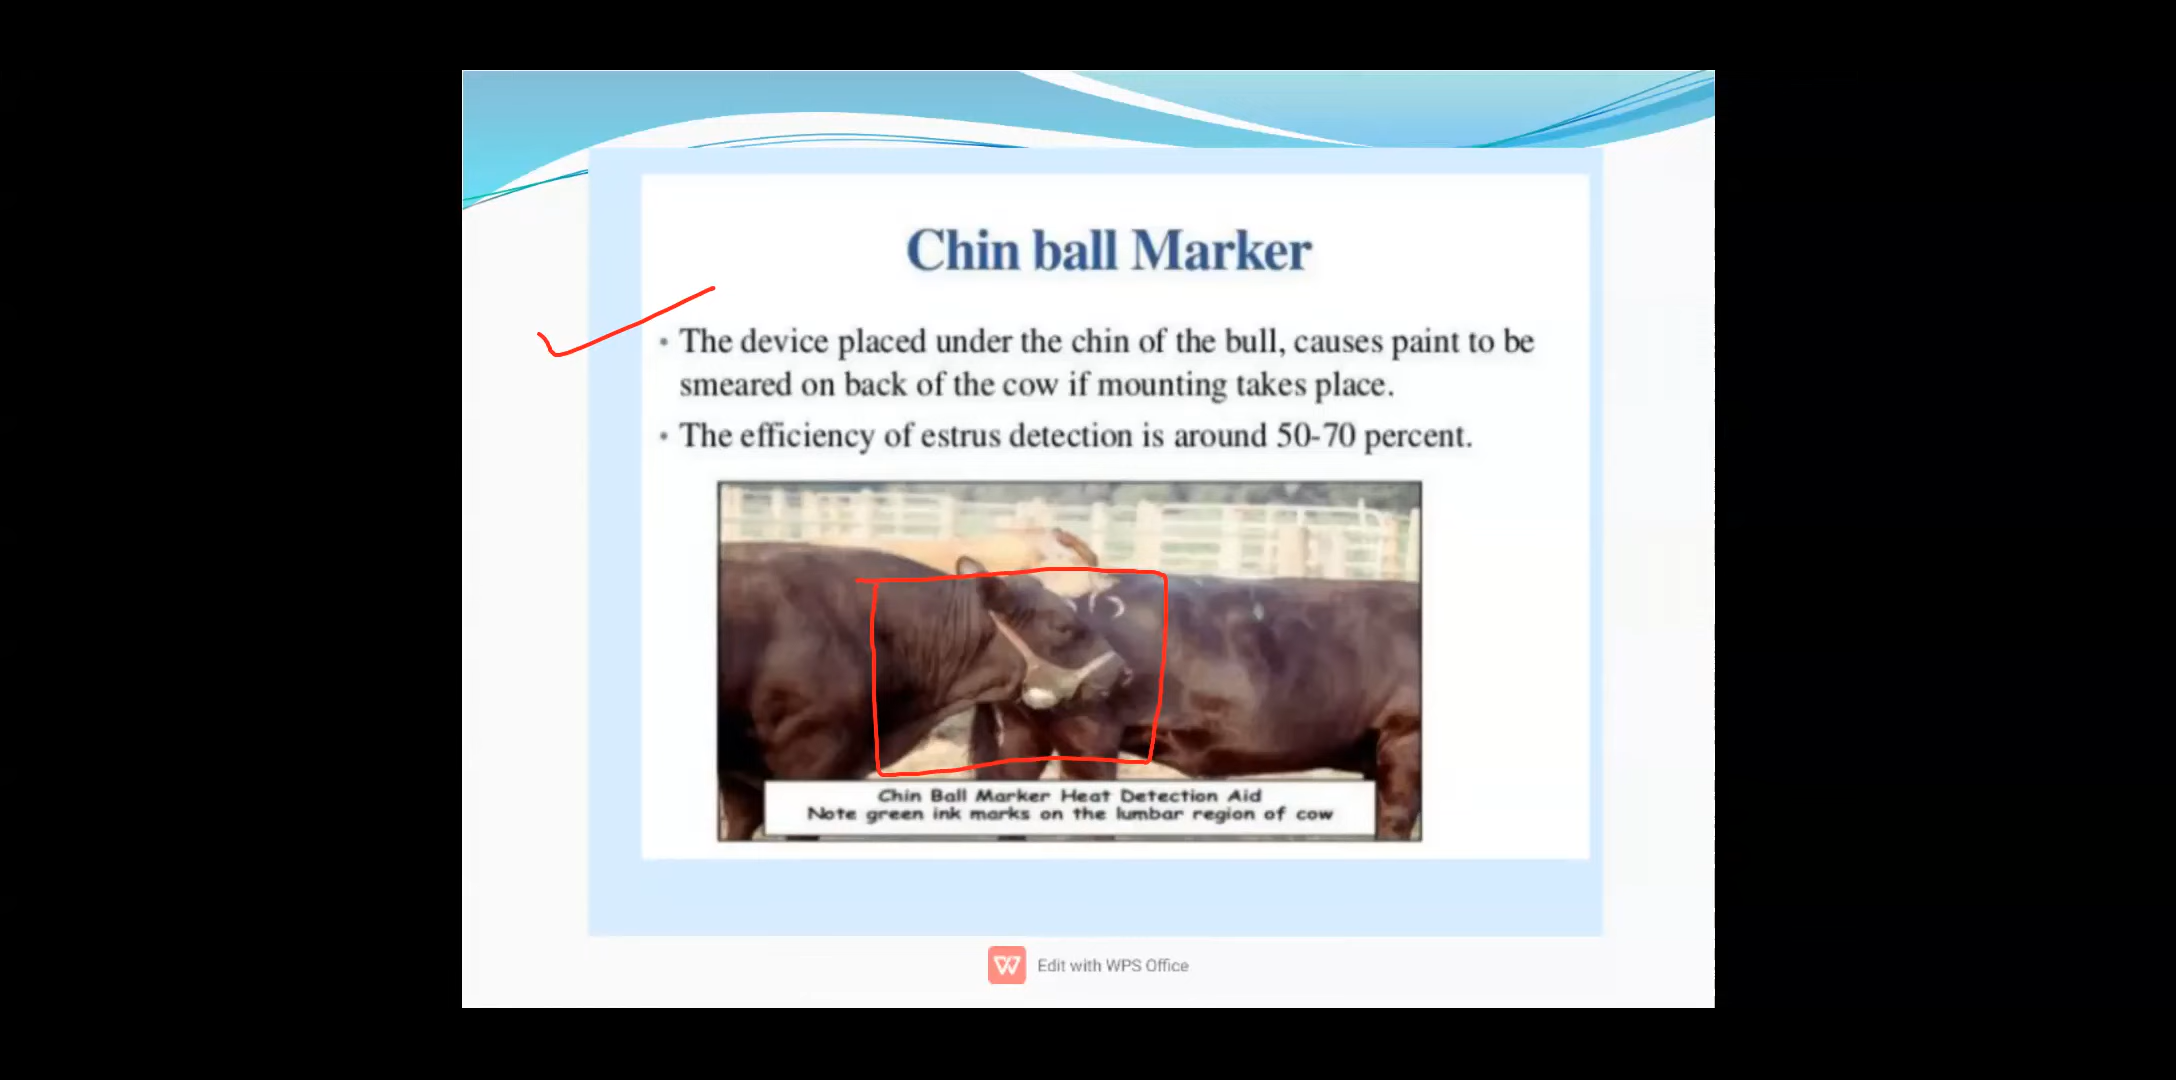 Chin ball Marker
• The device placed under the chin of the bull, causes paint to be
smeared on back of the cow if mounting takes place.
• The efficiency of estrus detection is around 50-70 percent.
Chin Ball Marker Heat Detection Aid
Note green ink marks on the lumbar region of cow
Edit with WPS Office